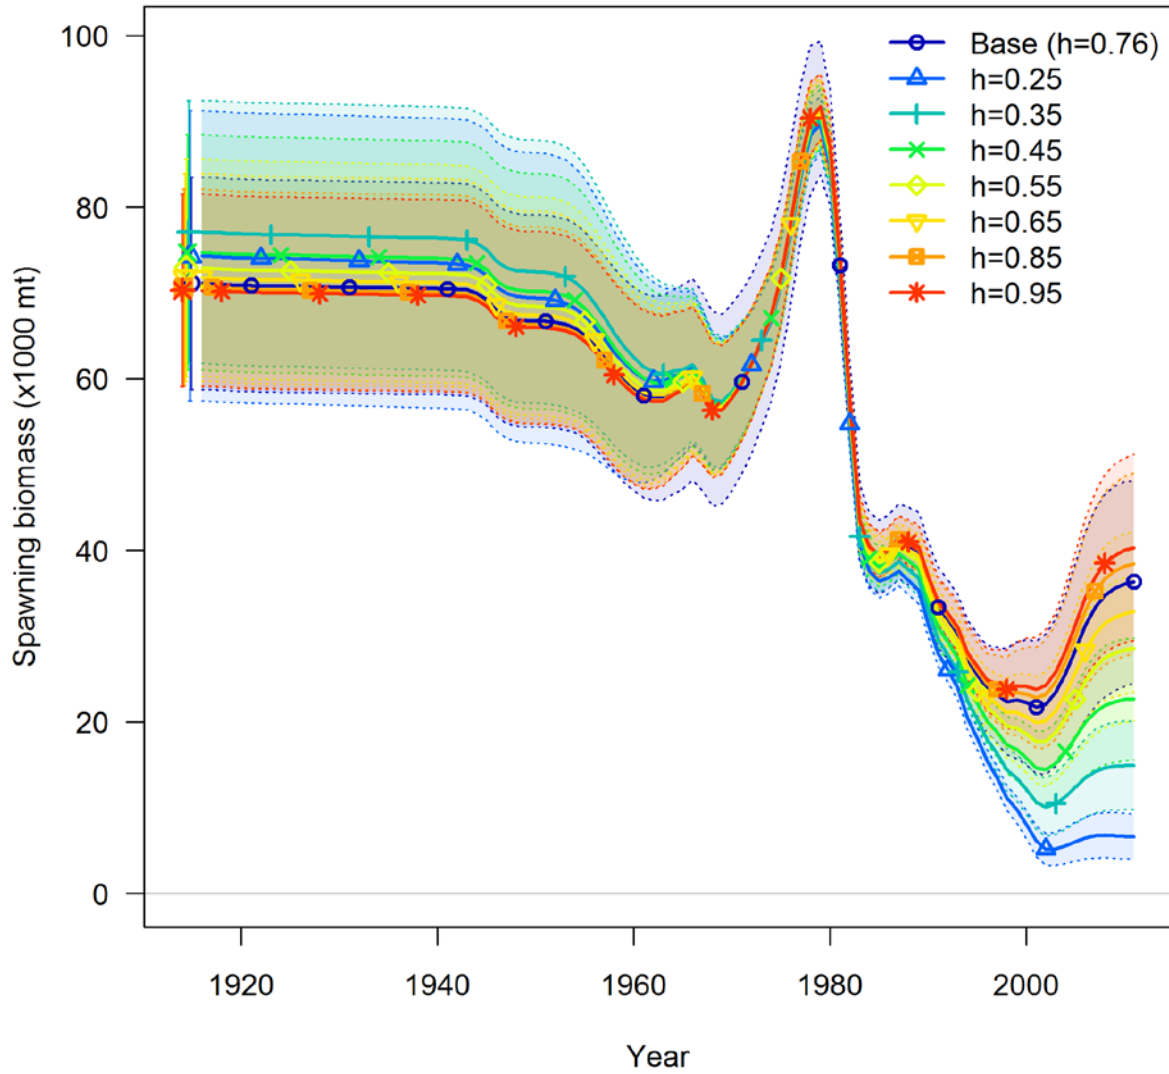 Spawning biomass (x1000 mt)
100
80
60
40
20
0
Base (h=0.76)
h=0.25
h=0.35
h=0.45
h=0.55
h=0.65
h=0.85
h=0.95
1920 1940 1960 1980 2000
Year